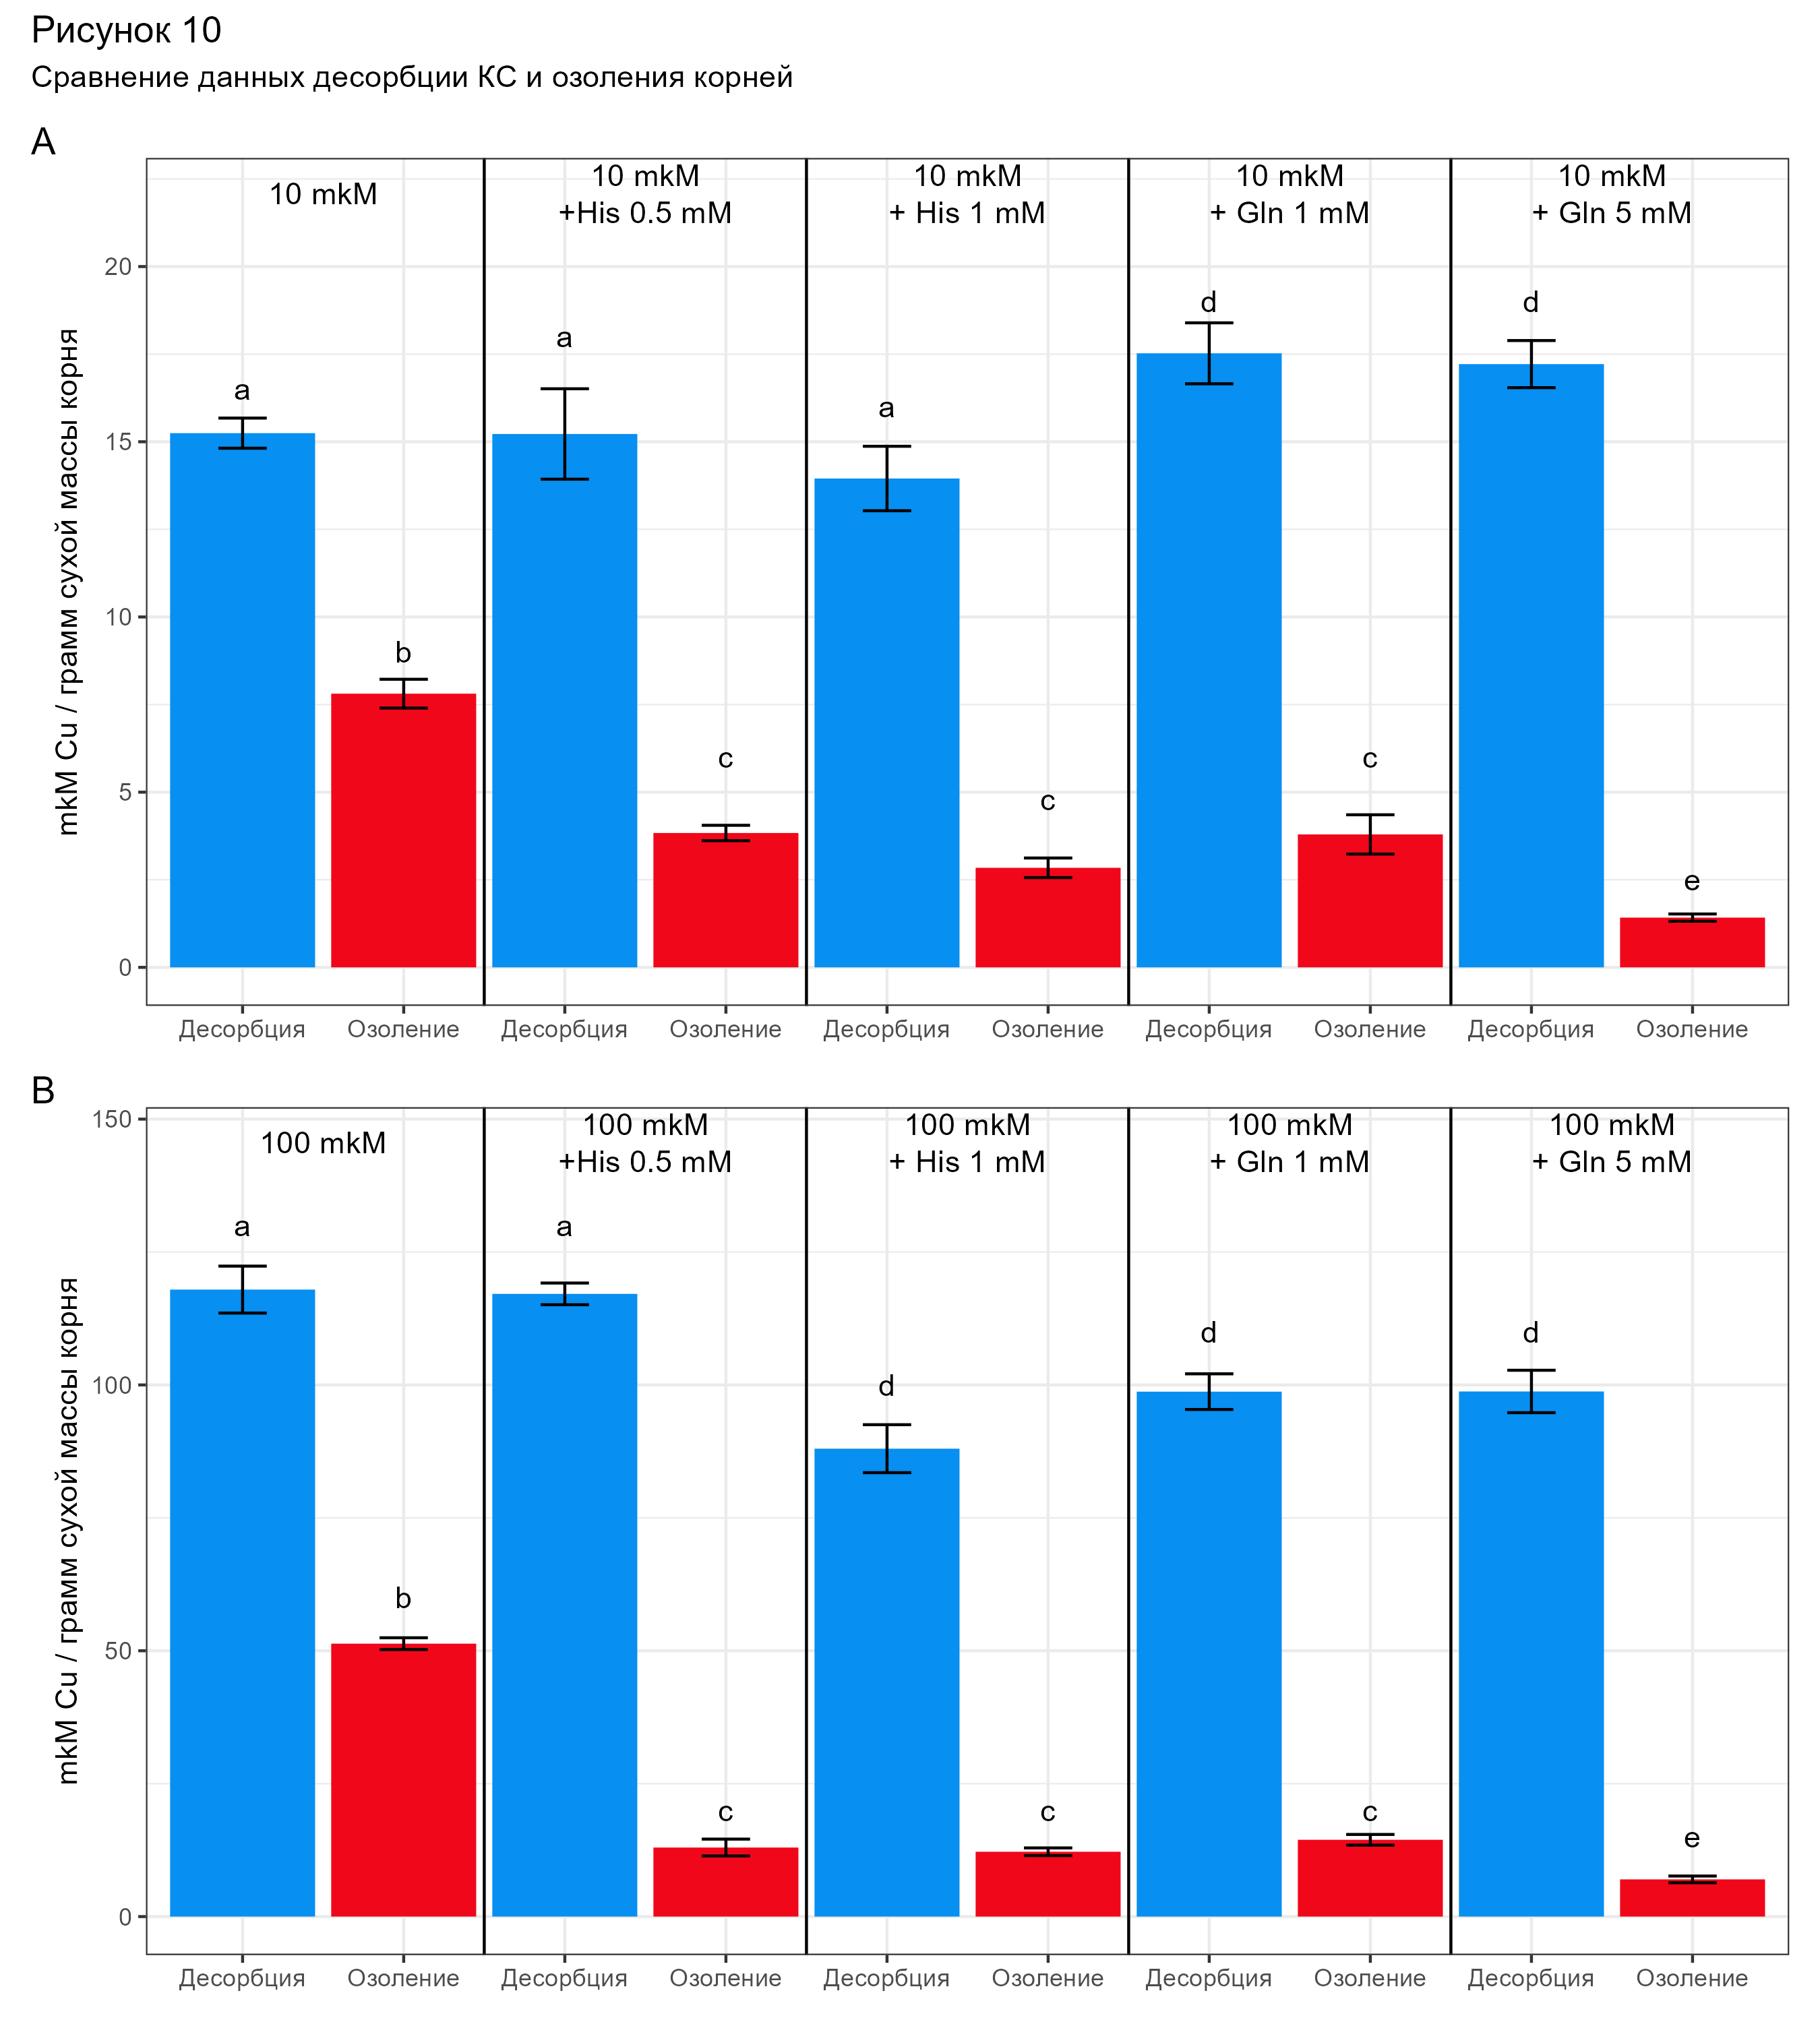 Рисунок 10
Сравнение данных десорбции КС и озоления корней
A
mkM Cu / грамм сухой массы корня
10 mkM
10 mkM
+His 0.5 mM
10 mkM
+ His 1 mM
10 mkM
+ Gln 1 mM
10 mkM
+ Gln 5 mM
20
15
10
5
0
a
b
a
c
a
c
d
c
d
e
Десорбция
Озоление
Десорбция
Озоление
Десорбция
Озоление
Десорбция
Озоление
Десорбция
Озоление
B
mkM Cu / грамм сухой массы корня
100 mkM
100 mkM
+His 0.5 mM
100 mkM
+ His 1 mM
100 mkM
+ Gln 1 mM
100 mkM
+ Gln 5 mM
150
100
50
0
a
b
a
c
d
c
d
c
d
e
Десорбция
Озоление
Десорбция
Озоление
Десорбция
Озоление
Десорбция
Озоление
Десорбция
Озоление